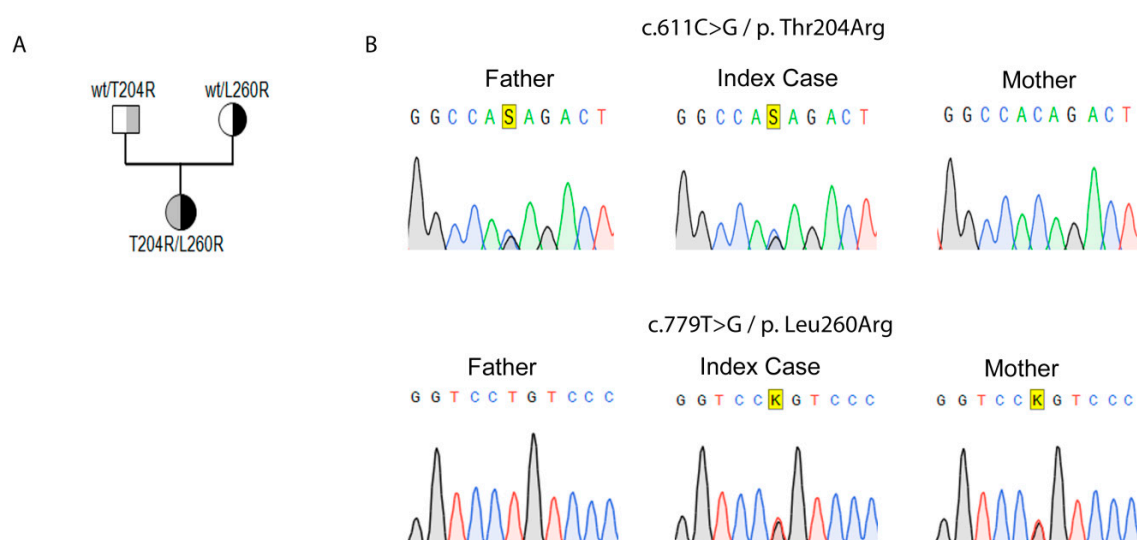 A
wt/T204R wt/L260R
T204R/L260R
B
c.611C>G / p. Thr204Arg
Father Index Case Mother
G G C C A S A G A C T G G C C A S A G A C T G G C C A C A G A C T
c.779T>G / p. Leu260Arg
Father Index Case Mother
G G T C C T G T C C C G G T C C K G T C C C G G T C C K G T C C C